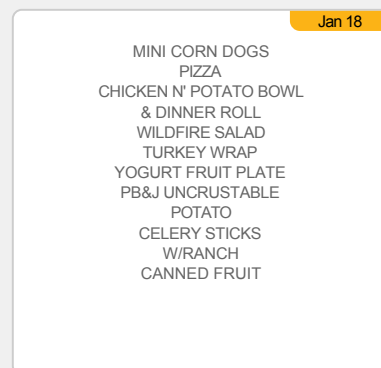 Jan 18
MINI CORN DOGS
PIZZA
CHICKEN N' POTATO BOWL
& DINNER ROLL
WILDFIRE SALAD
TURKEY WRAP
YOGURT FRUIT PLATE
PB&J UNCRUSTABLE
POTATO
CELERY STICKS
W/RANCH
CANNED FRUIT